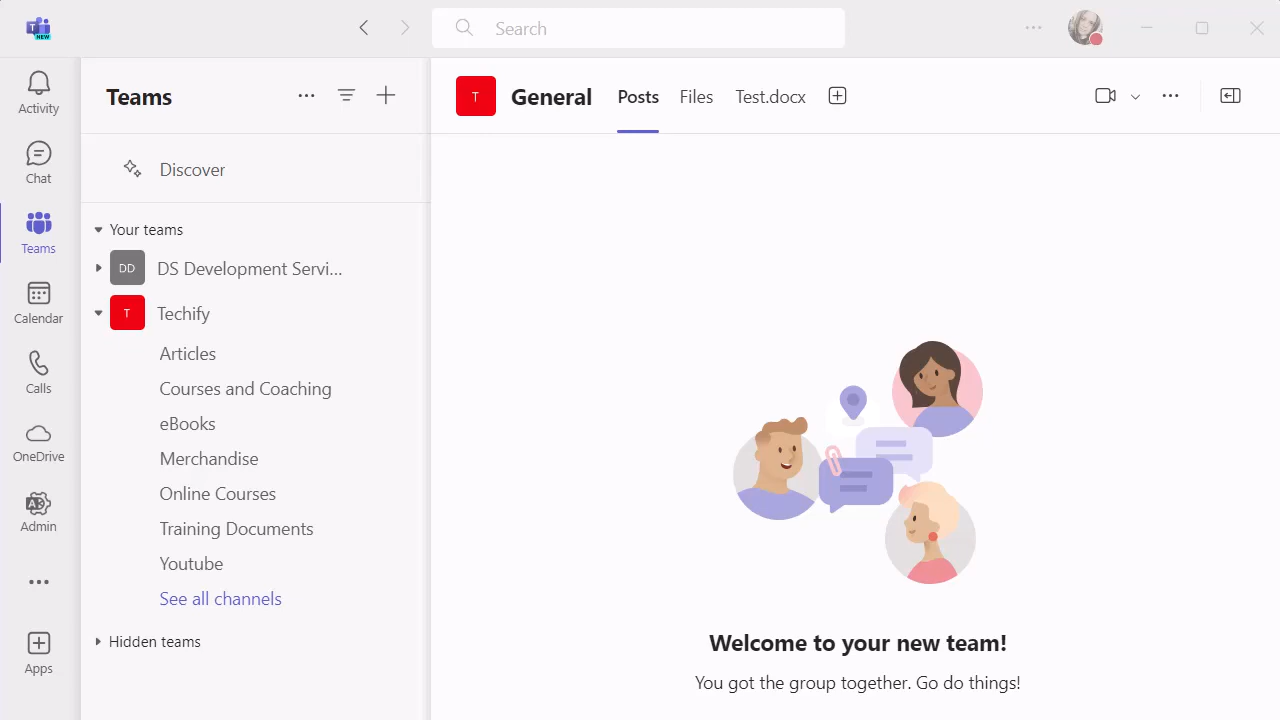 T
NEW
Search
Activity
Chat
Teams
Calendar
Calls
OneDrive
A
Admin
Apps
Teams
Discover
Your teams
DD DS Development Servi...
T Techify
Articles
Courses and Coaching
eBooks
Merchandise
Online Courses
Training Documents
Youtube
See all channels
Hidden teams
T General Posts Files Test.docx
Welcome to your new team!
You got the group together. Go do things!